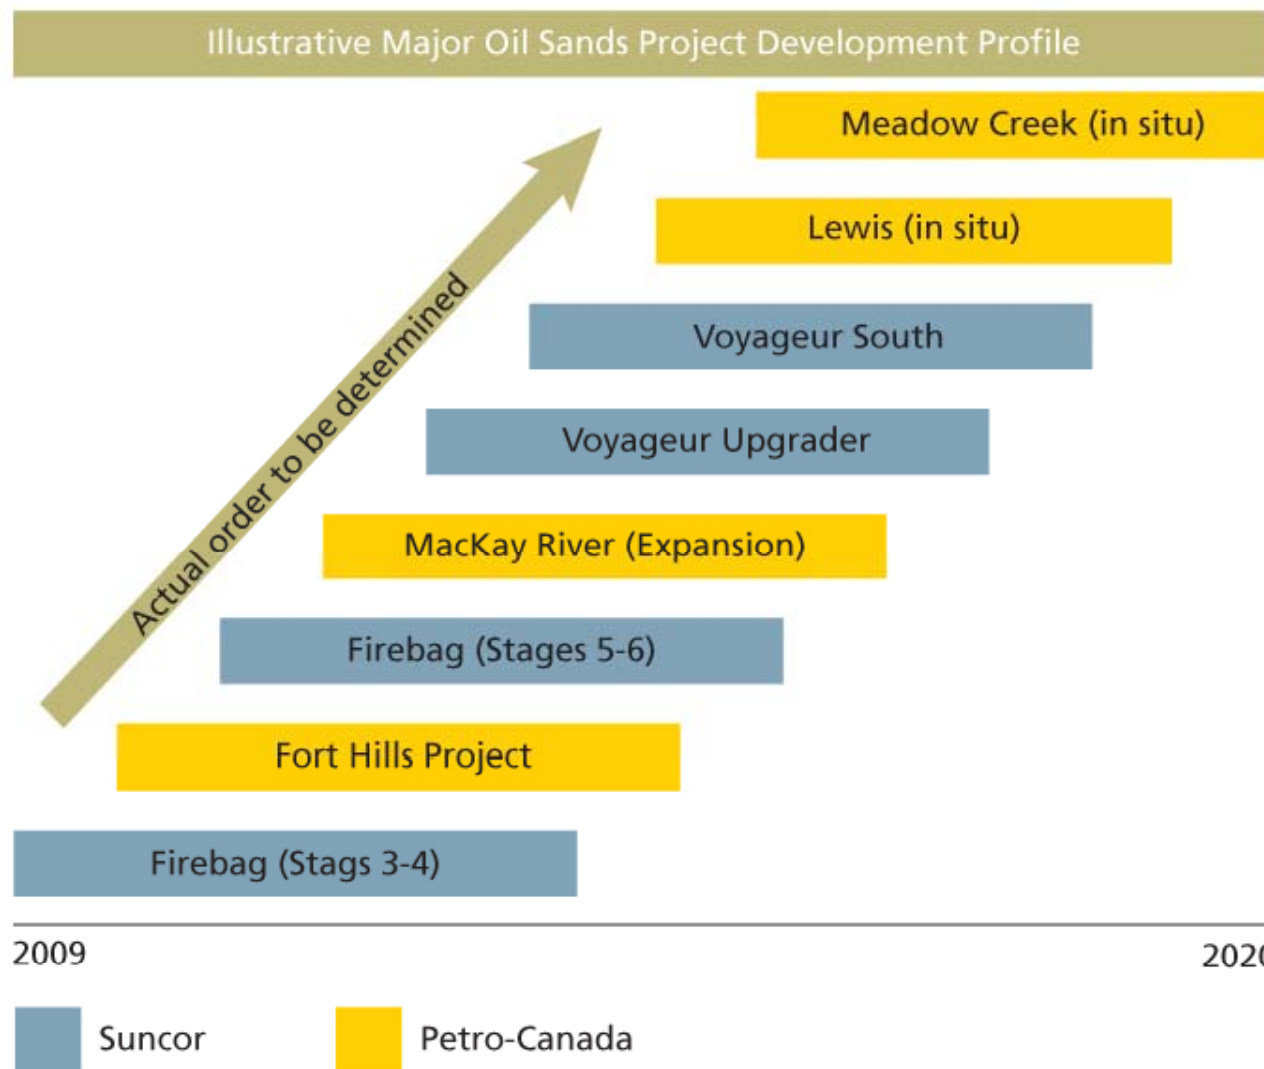 Illustrative Major Oil Sands Project Development Profile
Meadow Creek (in situ)
Lewis (in situ)
Voyageur South
Voyageur Upgrader
MacKay River (Expansion)
Firebag (Stages 5-6)
Fort Hills Project
Firebag (Stags 3-4)
Actual order to be determined
2009
2020
Suncor
Petro-Canada